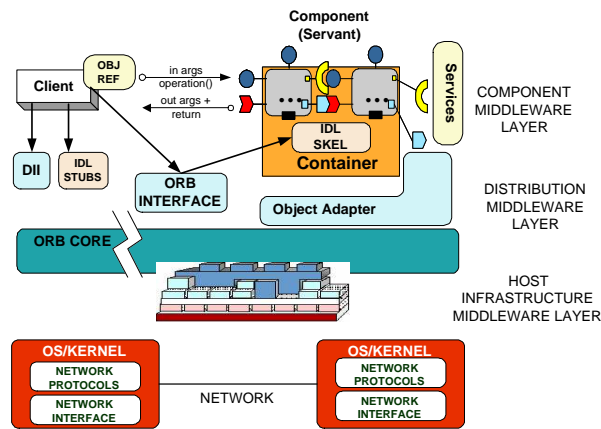 Component
(Servant)
OBJ
REF
Client
in args
operation()
out args +
return
Services
COMPONENT
MIDDLEWARE
LAYER
DII
IDL
STUBS
ORB
INTERFACE
IDL
SKEL
Container
Object Adapter
DISTRIBUTION
MIDDLEWARE
LAYER
ORB CORE
HOST
INFRASTRUCTURE
MIDDLEWARE LAYER
OS/KERNEL
NETWORK
PROTOCOLS
NETWORK
INTERFACE
NETWORK
OS/KERNEL
NETWORK
PROTOCOLS
NETWORK
INTERFACE